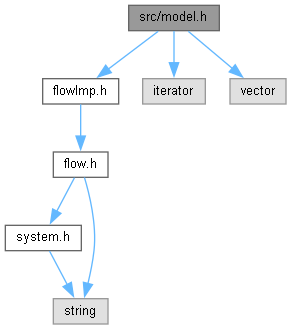 src/model.h
flowImp.h
iterator
vector
flow.h
system.h
string